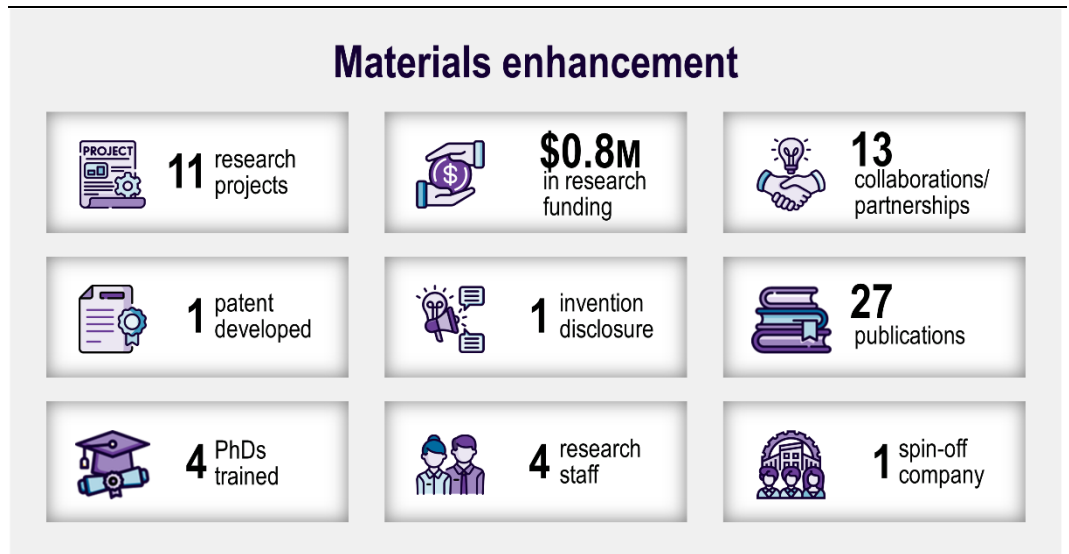 Materials enhancement
PROJECT
11 research
projects
$0.8M
in research
funding
13
collaborations/
partnerships
1 patent
developed
1 invention
disclosure
27
publications
4 PhDs
trained
4 research
staff
1 spin-off
company